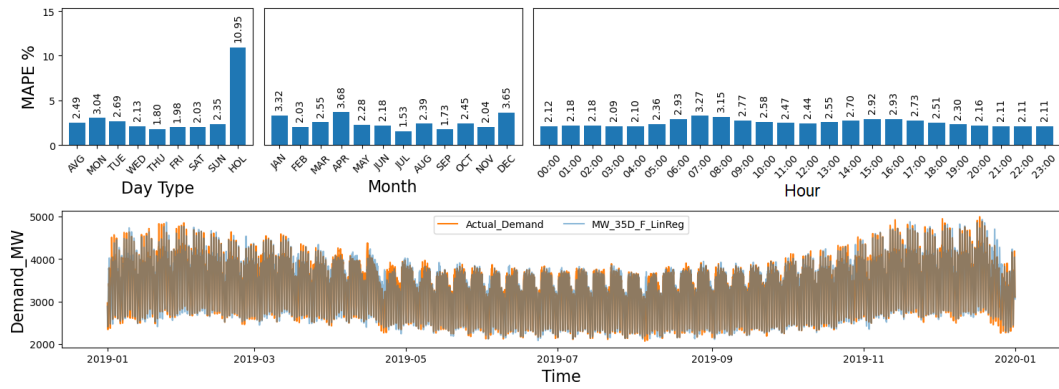 15
10
5
0
MAPE %
2.49
3.04
2.69
2.13
1.80
1.98
2.03
2.35
10.95
AVG
MON
TUE
WED
THU
FRI
SAT
SUN
HOL
Day Type
3.32
2.03
2.55
3.68
2.28
2.18
1.53
2.39
1.73
2.45
2.04
3.65
JAN
FEB
MAR
APR
MAY
JUN
JUL
AUG
SEP
OCT
NOV
DEC
Month
2.12
2.18
2.18
2.09
2.10
2.36
2.93
3.27
3.15
2.77
2.58
2.47
2.44
2.55
2.70
2.92
2.93
2.73
2.51
2.30
2.16
2.11
2.11
2.11
00:00
01:00
02:00
03:00
04:00
05:00
06:00
07:00
08:00
09:00
10:00
11:00
12:00
13:00
14:00
15:00
16:00
17:00
18:00
19:00
20:00
21:00
22:00
23:00
Hour
5000
4000
3000
2000
Demand_MW
Actual_Demand
MW_35D_F_LinReg
2019-01
2019-03
2019-05
2019-07
2019-09
2019-11
2020-01
Time